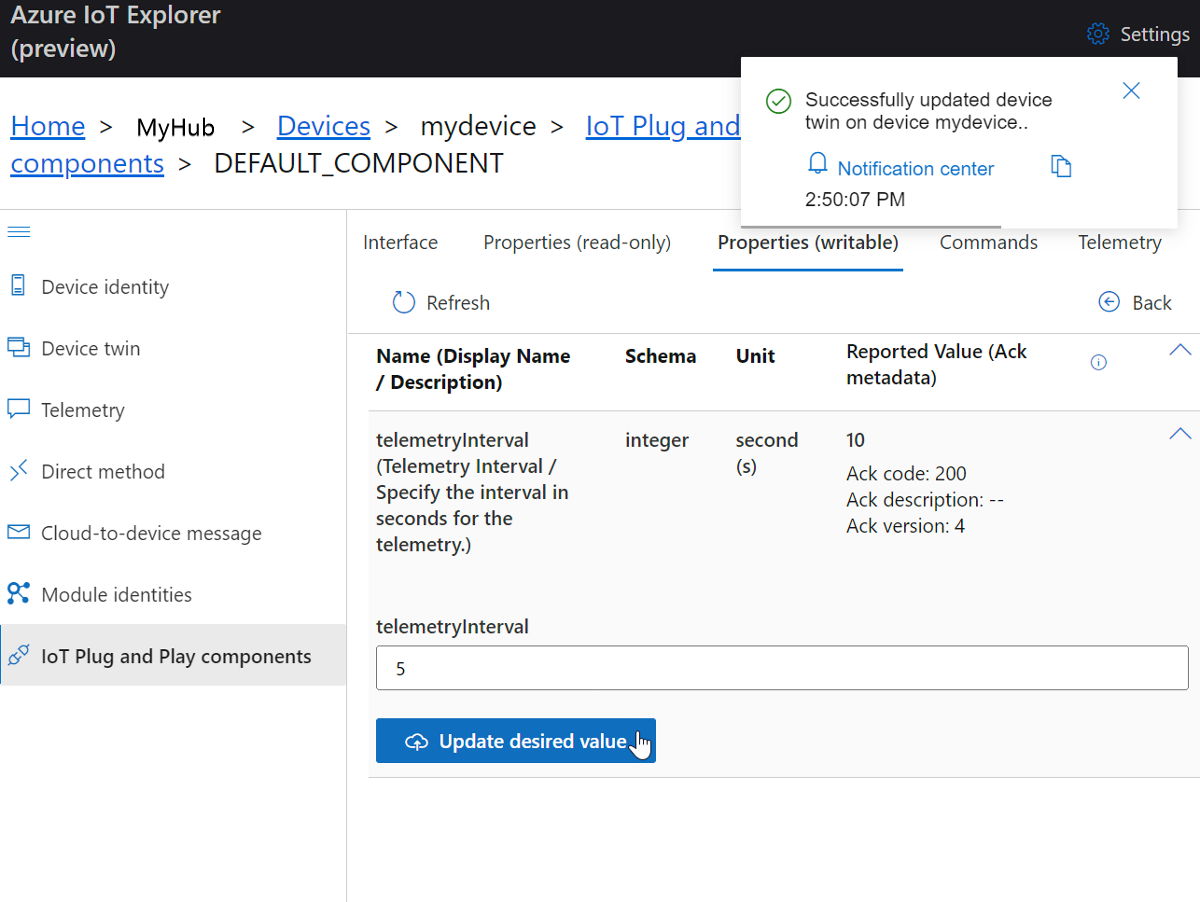 Azure IoT Explorer
(preview)
Settings
Successfully updated device
twin on device mydevice..
Notification center
2:50:07 PM
Home > MyHub > Devices > mydevice > IoT Plug and
components > DEFAULT_COMPONENT
Device identity
Device twin
Telemetry
Direct method
Cloud-to-device message
Module identities
IoT Plug and Play components
Interface Properties (read-only) Properties (writable) Commands Telemetry
Refresh
Back
Name (Display Name
/ Description)
Schema
Unit
Reported Value (Ack
metadata)
telemetryInterval
(Telemetry Interval /
Specify the interval in
seconds for the
telemetry.)
integer
second
(s)
10
Ack code: 200
Ack description: --
Ack version: 4
telemetryInterval
5
Update desired value